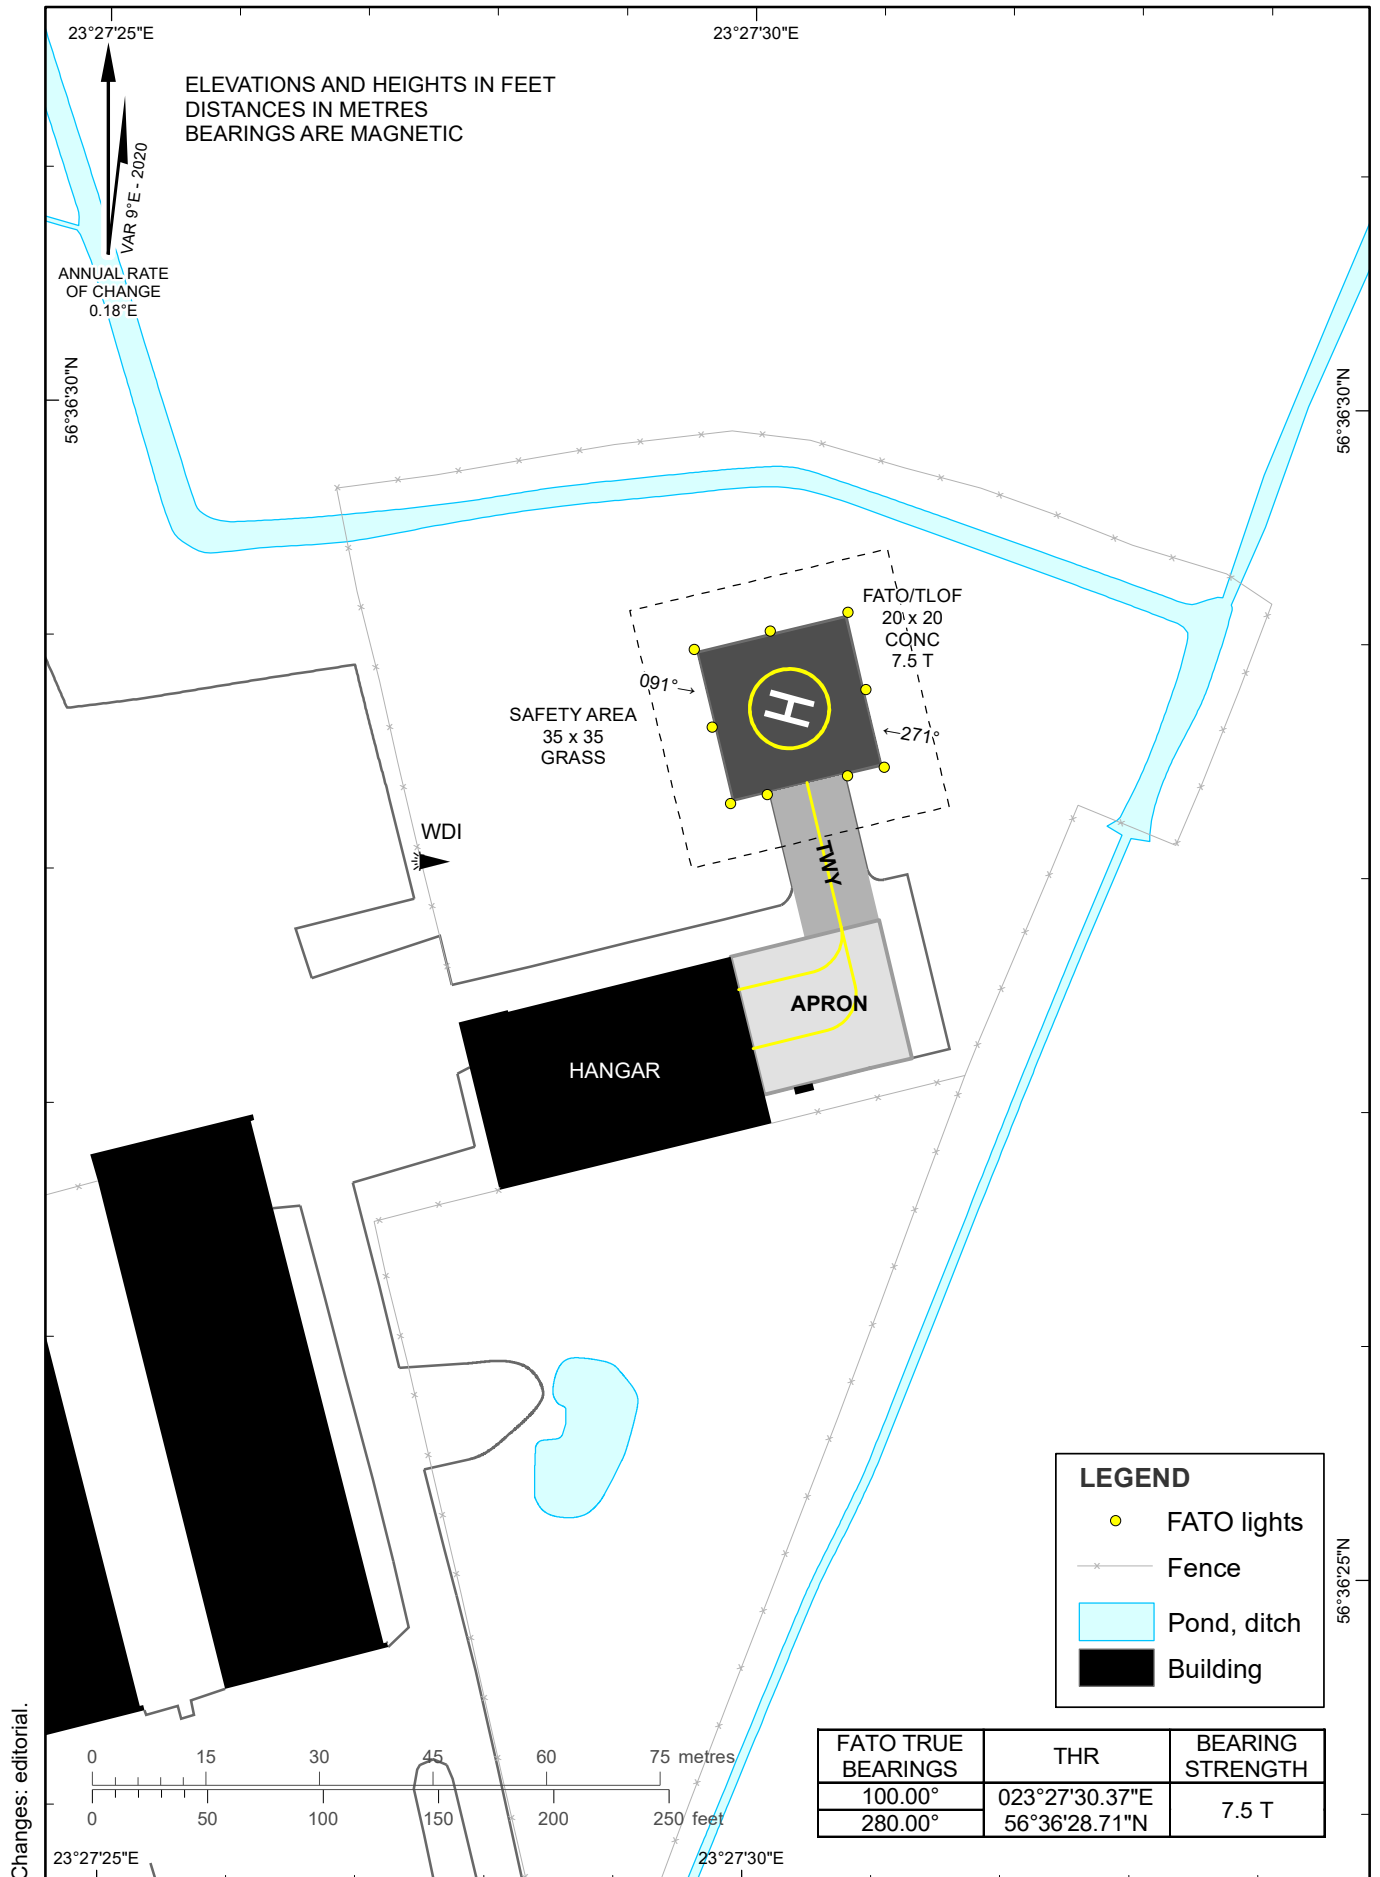 23°27'25"E
23°27'30"E
ELEVATIONS AND HEIGHTS IN FEET
DISTANCES IN METRES
BEARINGS ARE MAGNETIC
VAR 9°E - 2020
ANNUAL RATE
OF CHANGE
0.18°E
56°36'30"N
56°36'30"N
FATO/TLOF
20 x 20
CONC
7.5 T
091°→
H
SAFETY AREA
35 x 35
GRASS
←271°
WDI
TWY
APRON
HANGAR
LEGEND
FATO lights
Fence
Pond, ditch
Building
56°36'25"N
FATO TRUE
BEARINGS
THR
BEARING
STRENGTH
100.00°
280.00°
023°27'30.37"E
56°36'28.71"N
7.5 T
0 15 30 45 60 75 metres
0 50 100 150 200 250 feet
23°27'25"E
23°27'30"E
Changes: editorial.